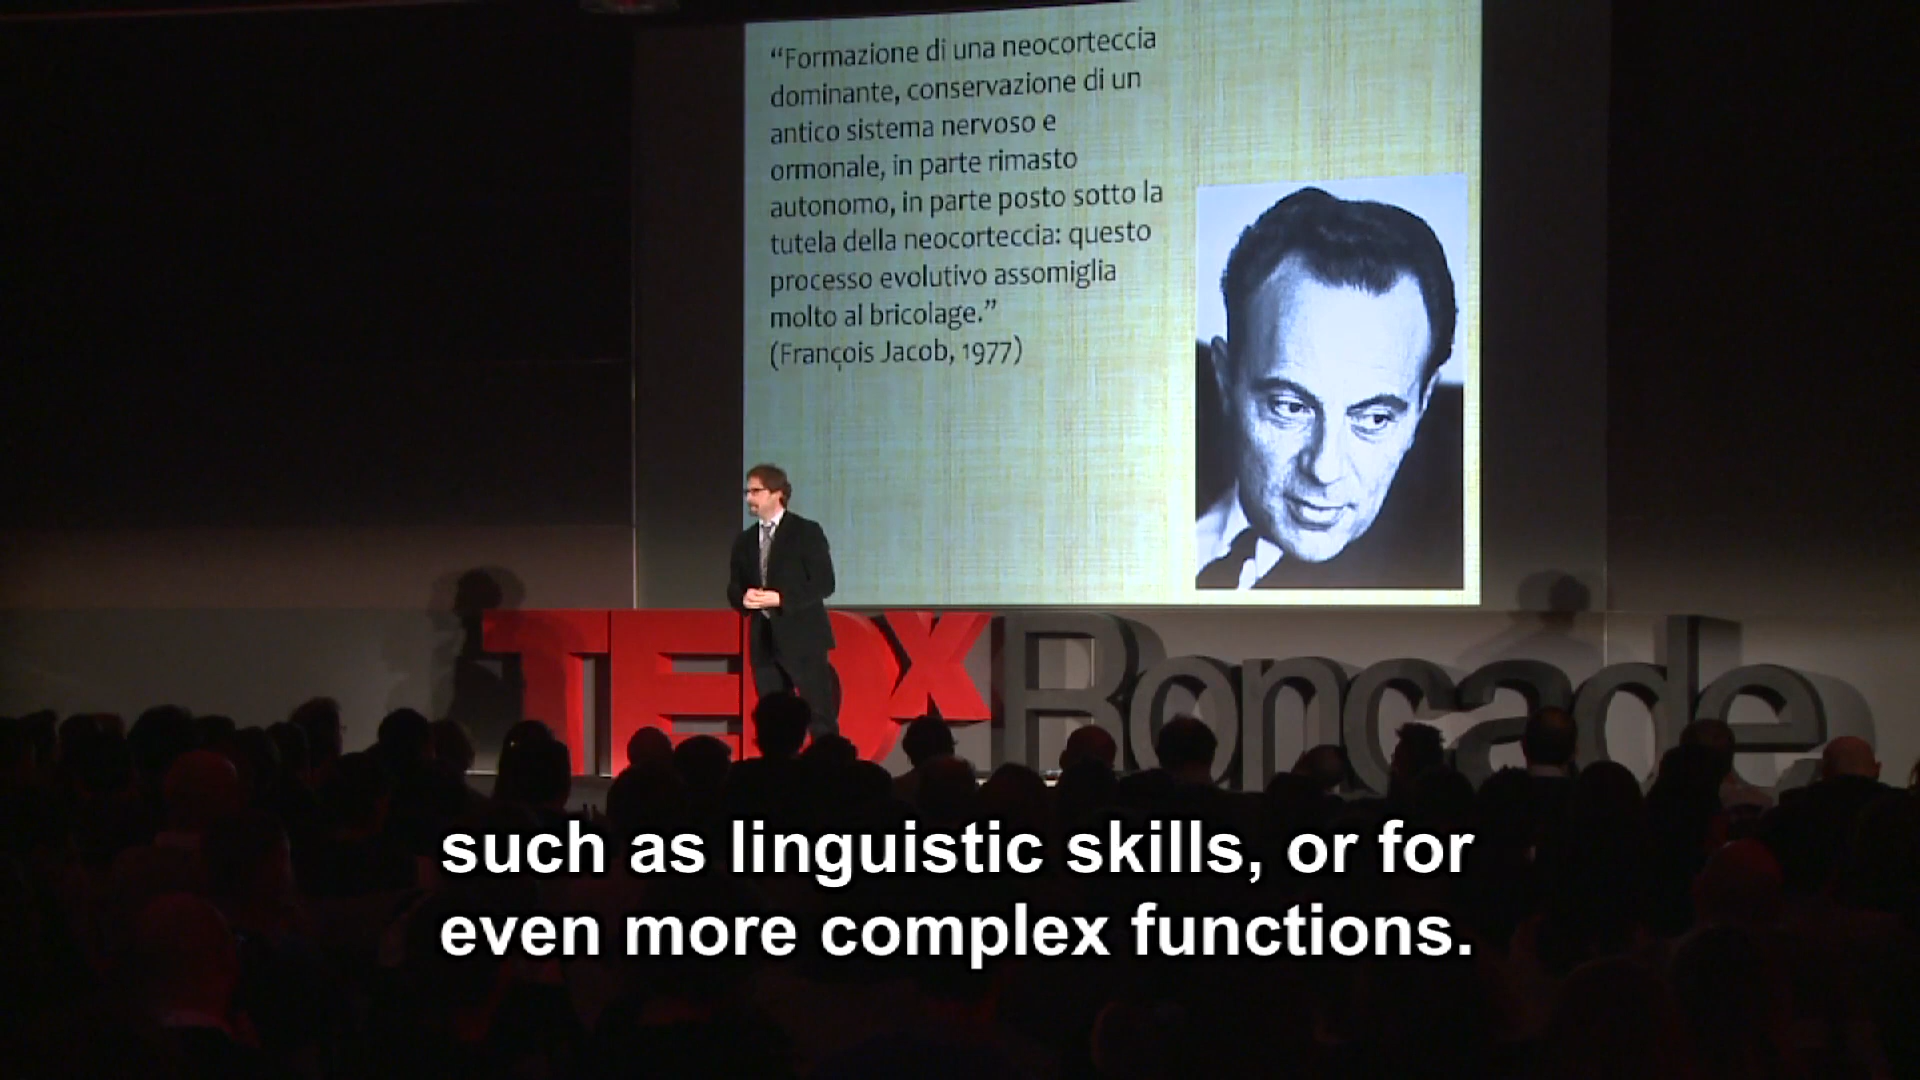 “Formazione di una neocorteccia
dominante, conservazione di un
antico sistema nervoso e
ormonale, in parte rimasto
autonomo, in parte posto sotto la
tutela della neocorteccia: questo
processo evolutivo assomiglia
molto al bricolage.”
(François Jacob, 1977)
TEDxRoncade
such as linguistic skills, or for
even more complex functions.